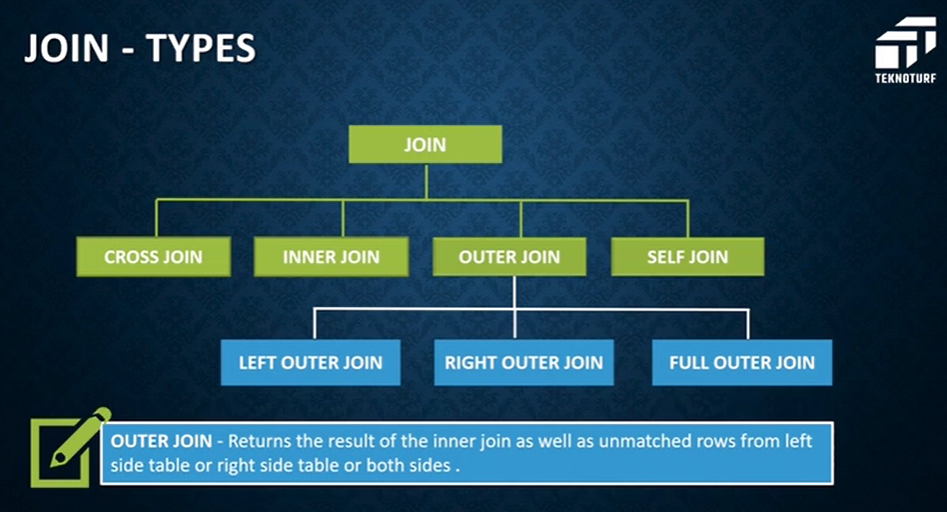 JOIN - TYPES
TEKNOTURF
JOIN
CROSS JOIN
INNER JOIN
OUTER JOIN
SELF JOIN
LEFT OUTER JOIN
RIGHT OUTER JOIN
FULL OUTER JOIN
OUTER JOIN - Returns the result of the inner join as well as unmatched rows from left
side table or right side table or both sides .